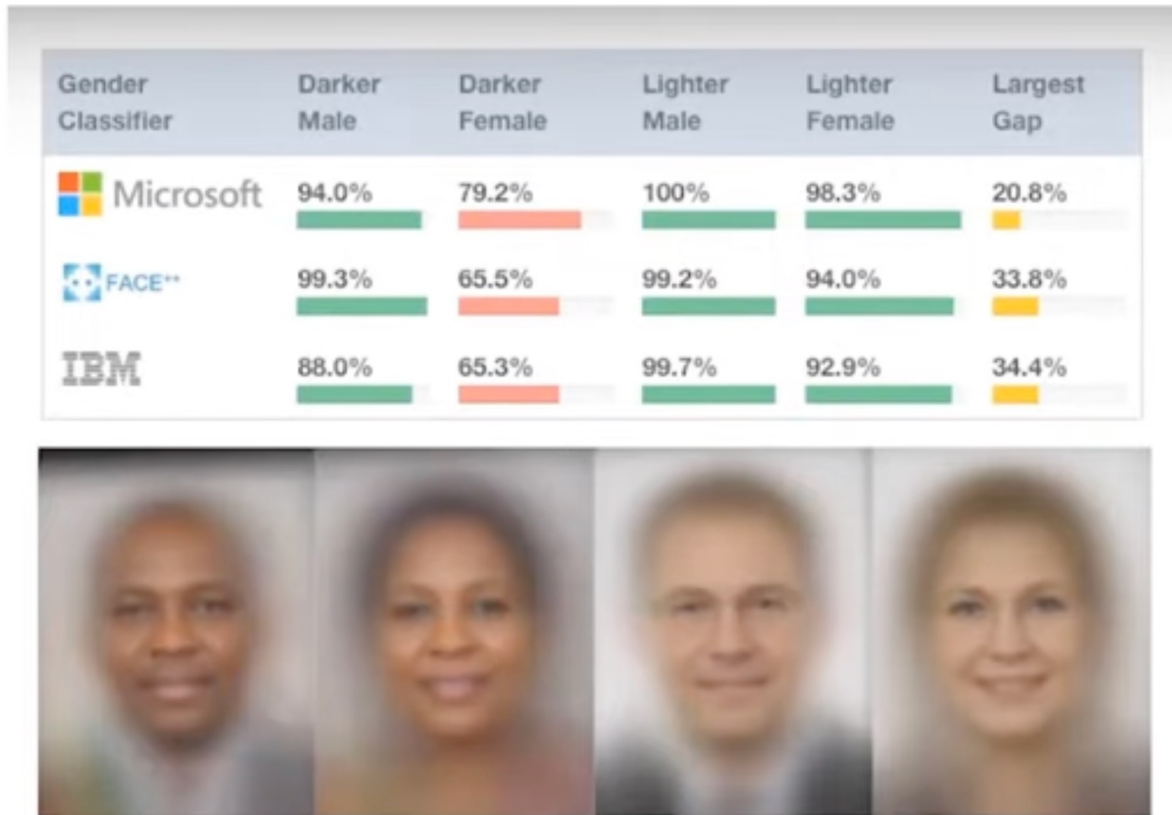 Gender Classifier Darker Male Darker Female Lighter Male Lighter Female Largest Gap
Microsoft 94.0% 79.2% 100% 98.3% 20.8%
FACE++ 99.3% 65.5% 99.2% 94.0% 33.8%
IBM 88.0% 65.3% 99.7% 92.9% 34.4%